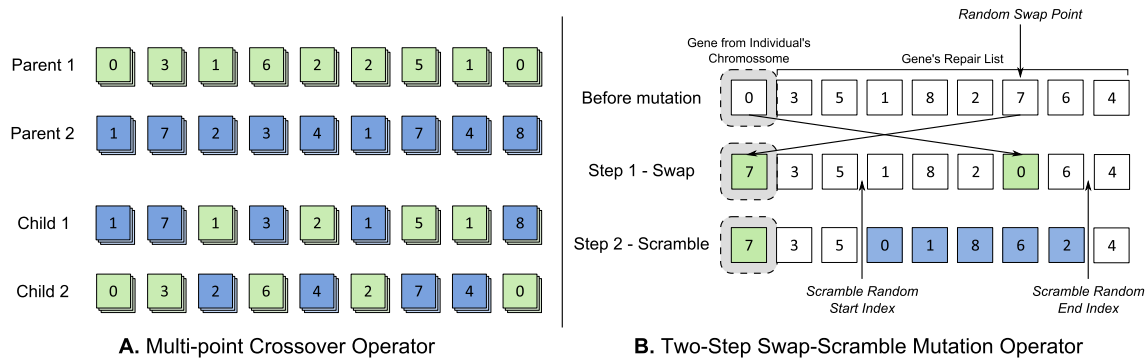 Parent 1 0 3 1 6 2 2 5 1 0
Parent 2 1 7 2 3 4 1 7 4 8
Child 1 1 7 1 3 2 1 5 1 8
Child 2 0 3 2 6 4 2 7 4 0
A. Multi-point Crossover Operator
Random Swap Point
Gene from Individual's
Chromosome
Gene's Repair List
Before mutation 0 3 5 1 8 2 7 6 4
Step 1 - Swap 7 3 5 1 8 2 0 6 4
Step 2 - Scramble 7 3 5 0 1 8 6 2 4
Scramble Random
Start Index
Scramble Random
End Index
B. Two-Step Swap-Scramble Mutation Operator